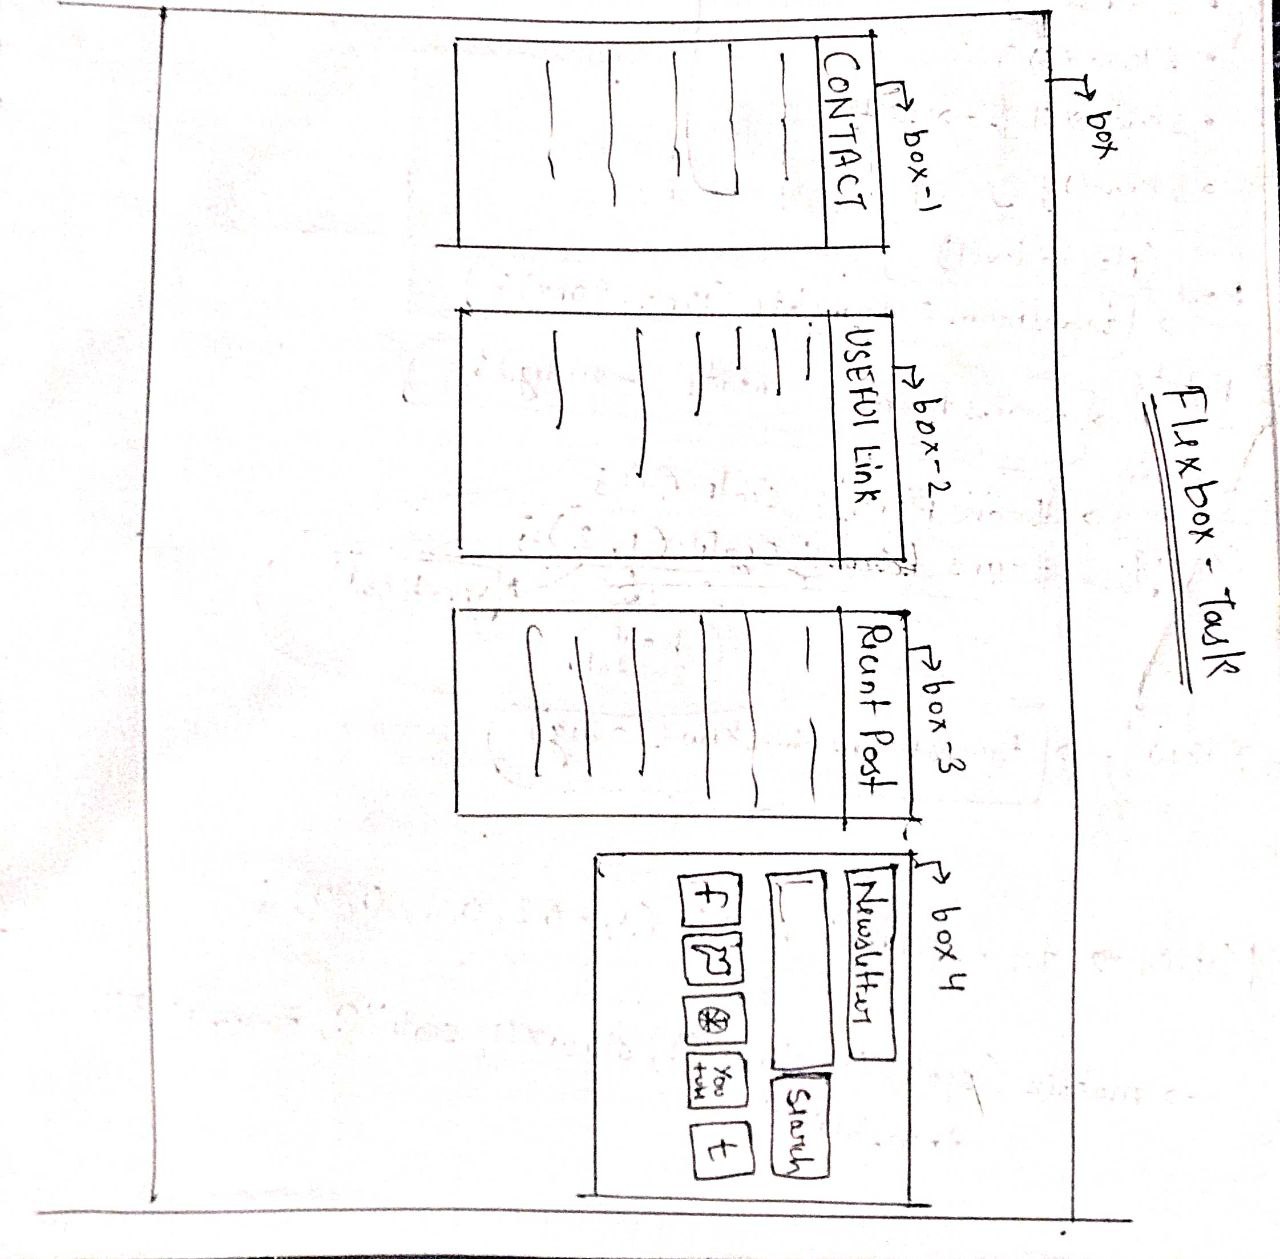 Flexbox - Task
box
box-1
CONTACT
box-2
USEFUl Link
box-3
Recent Post
box 4
Newsletter
Search
f
You
tube
t